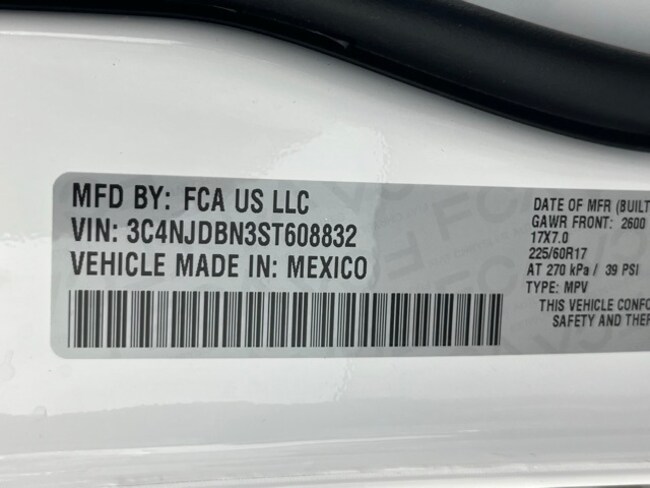 MFD BY: FCA US LLC
VIN: 3C4NJDBN3ST608832
VEHICLE MADE IN: MEXICO
DATE OF MFR (BUILT
GAWR FRONT: 2600
17X7.0
225/60R17
AT 270 kPa / 39 PSI
TYPE: MPV
THIS VEHICLE CONFO
SAFETY AND THEF